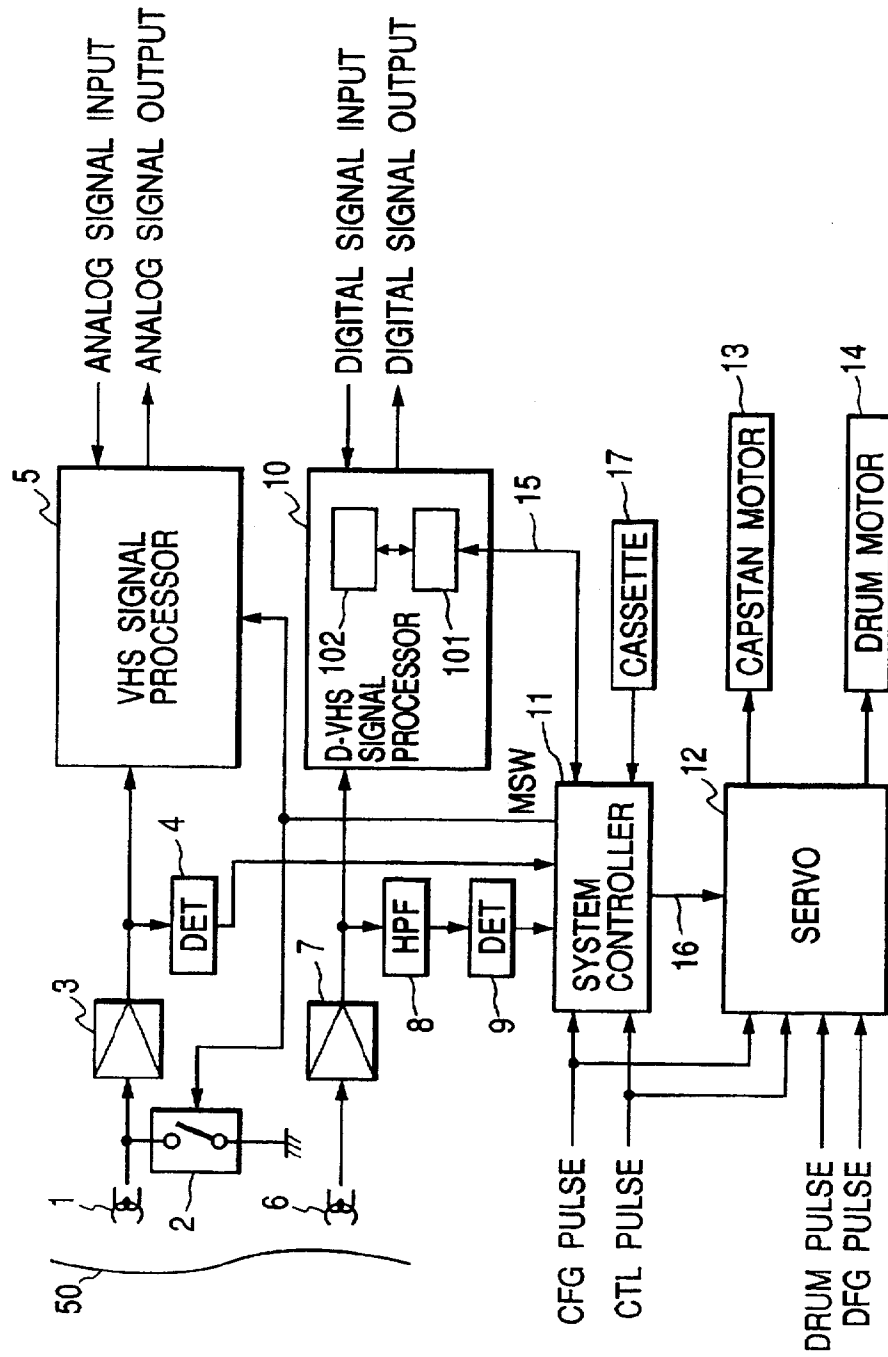 ANALOG SIGNAL INPUT
ANALOG SIGNAL OUTPUT
5
VHS SIGNAL
PROCESSOR
3
4
DET
1
2
50
DIGITAL SIGNAL INPUT
DIGITAL SIGNAL OUTPUT
10
D-VHS
SIGNAL
PROCESSOR
102
101
15
7
6
HPF
8
DET
9
MSW
11
SYSTEM
CONTROLLER
CASSETTE
17
CFG PULSE
CTL PULSE
16
12
SERVO
CAPSTAN MOTOR
13
DRUM MOTOR
14
DRUM PULSE
DFG PULSE